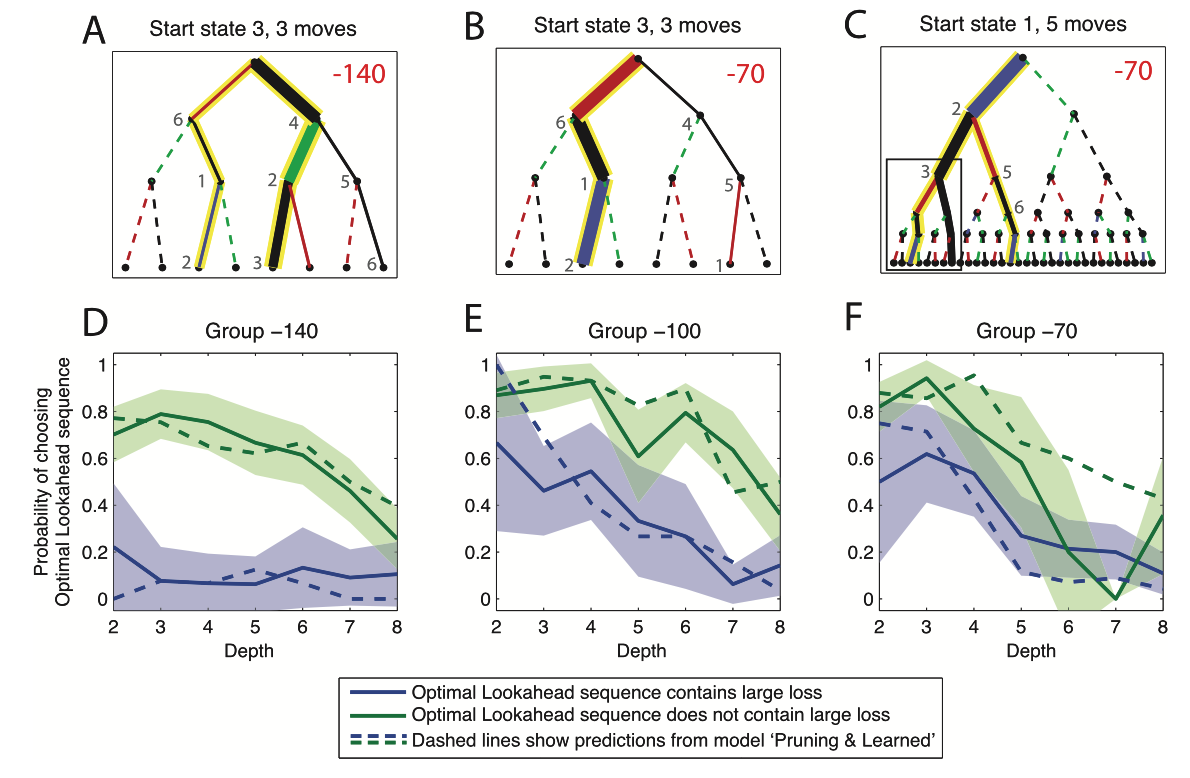 A
Start state 3, 3 moves
-140
6
4
1
2
5
2
3
6
B
Start state 3, 3 moves
-70
6
4
1
5
2
1
C
Start state 1, 5 moves
-70
2
3
5
6
D
Group −140
Probability of choosing
Optimal Lookahead sequence
1
0.8
0.6
0.4
0.2
0
2 3 4 5 6 7 8
Depth
E
Group −100
1
0.8
0.6
0.4
0.2
0
2 3 4 5 6 7 8
Depth
F
Group −70
1
0.8
0.6
0.4
0.2
0
2 3 4 5 6 7 8
Depth
Optimal Lookahead sequence contains large loss
Optimal Lookahead sequence does not contain large loss
Dashed lines show predictions from model ‘Pruning & Learned’